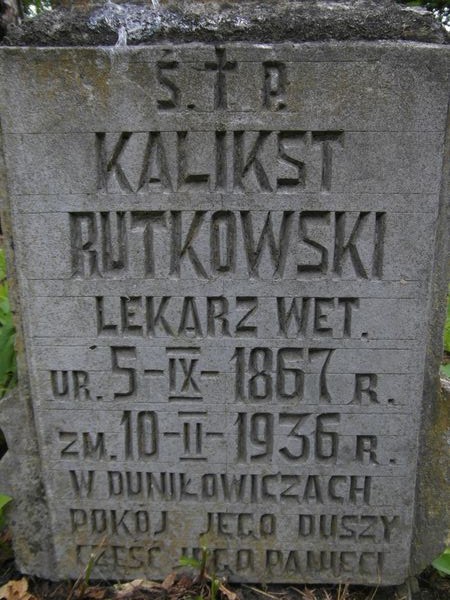 Ś. † P.
KALIKST
RUTKOWSKI
LEKARZ WET.
UR. 5-IX-1867 R.
ZM. 10-II-1936 R.
W DUNIŁOWICZACH
POKÓJ JEGO DUSZY
CZEŚĆ JEGO PAMIĘCI